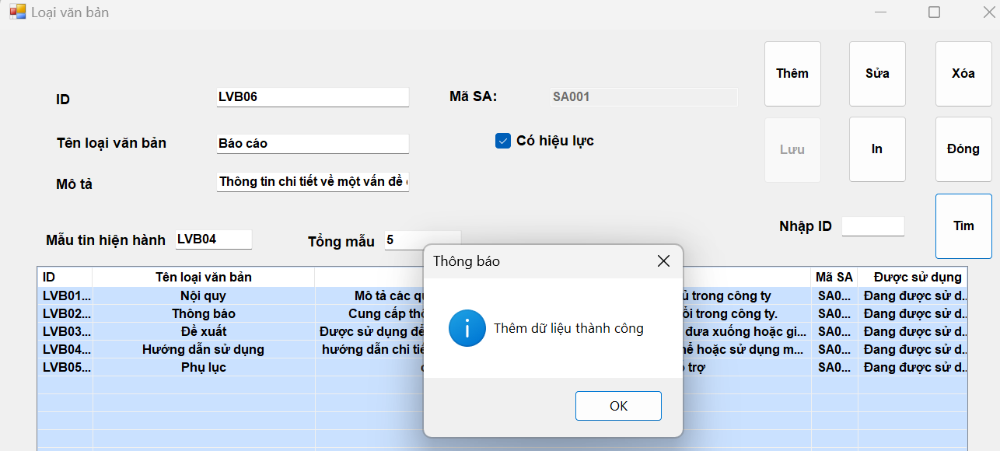 Loại văn bản
Thêm Sửa Xóa
ID LVB06 Mã SA: SA001
Tên loại văn bản Báo cáo Có hiệu lực
Lưu In Đóng
Mô tả Thông tin chi tiết về một vấn đề
Nhập ID Tìm
Mẫu tin hiện hành LVB04 Tổng mẫu 5
Thông báo
Thêm dữ liệu thành công
OK
ID Tên loại văn bản Mã SA Được sử dụng
LVB01... Nội quy Mô tả các trong công ty SA0... Đang được sử d...
LVB02... Thông báo Cung cấp trong công ty. SA0... Đang được sử d...
LVB03... Đề xuất Được sử dụng đưa xuống hoặc gi... SA0... Đang được sử d...
LVB04... Hướng dẫn sử dụng hướng dẫn chi hoặc sử dụng m... SA0... Đang được sử d...
LVB05... Phụ lục trợ SA0... Đang được sử d...